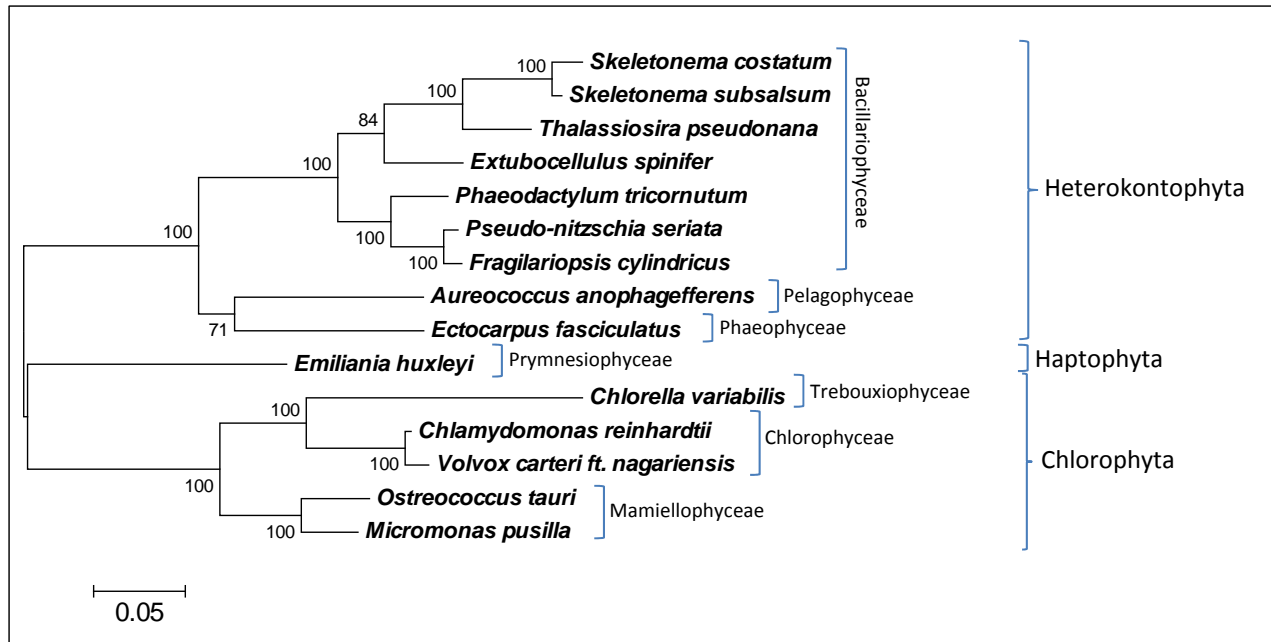 100
Skeletonema costatum
100
Skeletonema subsalsum
84
Thalassiosira pseudonana
100
Extubocellulus spinifer
Phaeodactylum tricornutum
100
Pseudo-nitzschia seriata
100
Fragilariopsis cylindricus
Bacillariophyceae
100
Aureococcus anophagefferens
Pelagophyceae
71
Ectocarpus fasciculatus
Phaeophyceae
Heterokontophyta
Emiliania huxleyi
Prymnesiophyceae
Haptophyta
100
Chlorella variabilis
Trebouxiophyceae
Chlamydomonas reinhardtii
100
Volvox carteri ft. nagariensis
Chlorophyceae
100
Ostreococcus tauri
100
Micromonas pusilla
Mamiellophyceae
Chlorophyta
0.05